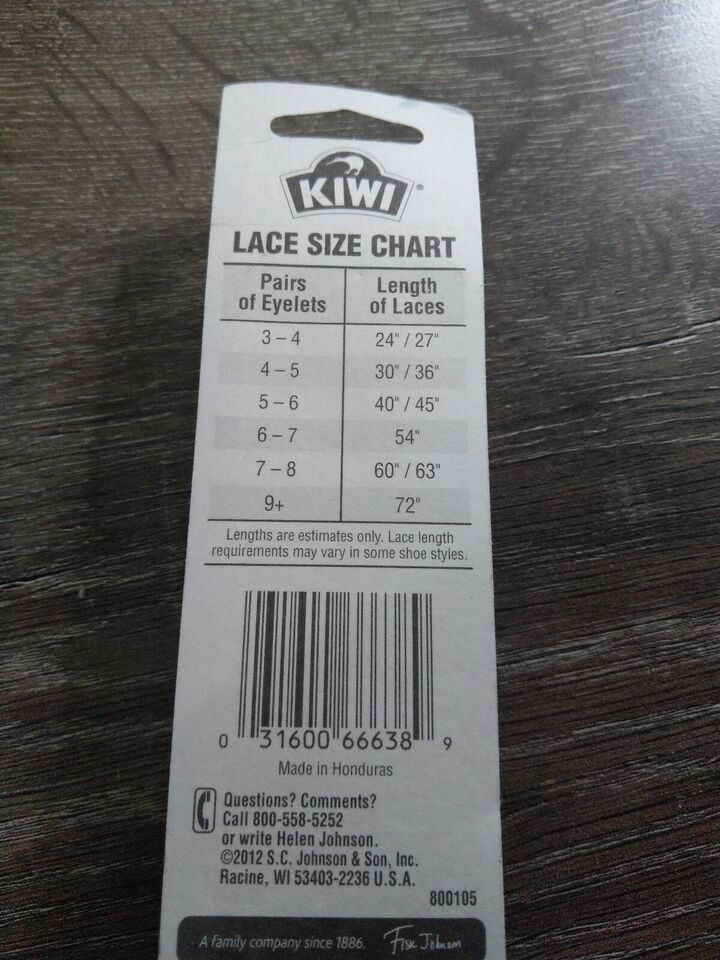 KIWI®
LACE SIZE CHART
Pairs of Eyelets | Length of Laces
3 – 4 | 24" / 27"
4 – 5 | 30" / 36"
5 – 6 | 40" / 45"
6 – 7 | 54"
7 – 8 | 60" / 63"
9+ | 72"
Lengths are estimates only. Lace length
requirements may vary in some shoe styles.
0 31600 66638 9
Made in Honduras
Questions? Comments?
Call 800-558-5252
or write Helen Johnson.
©2012 S.C. Johnson & Son, Inc.
Racine, WI 53403-2236 U.S.A.
800105
A family company since 1886. Fisk Johnson